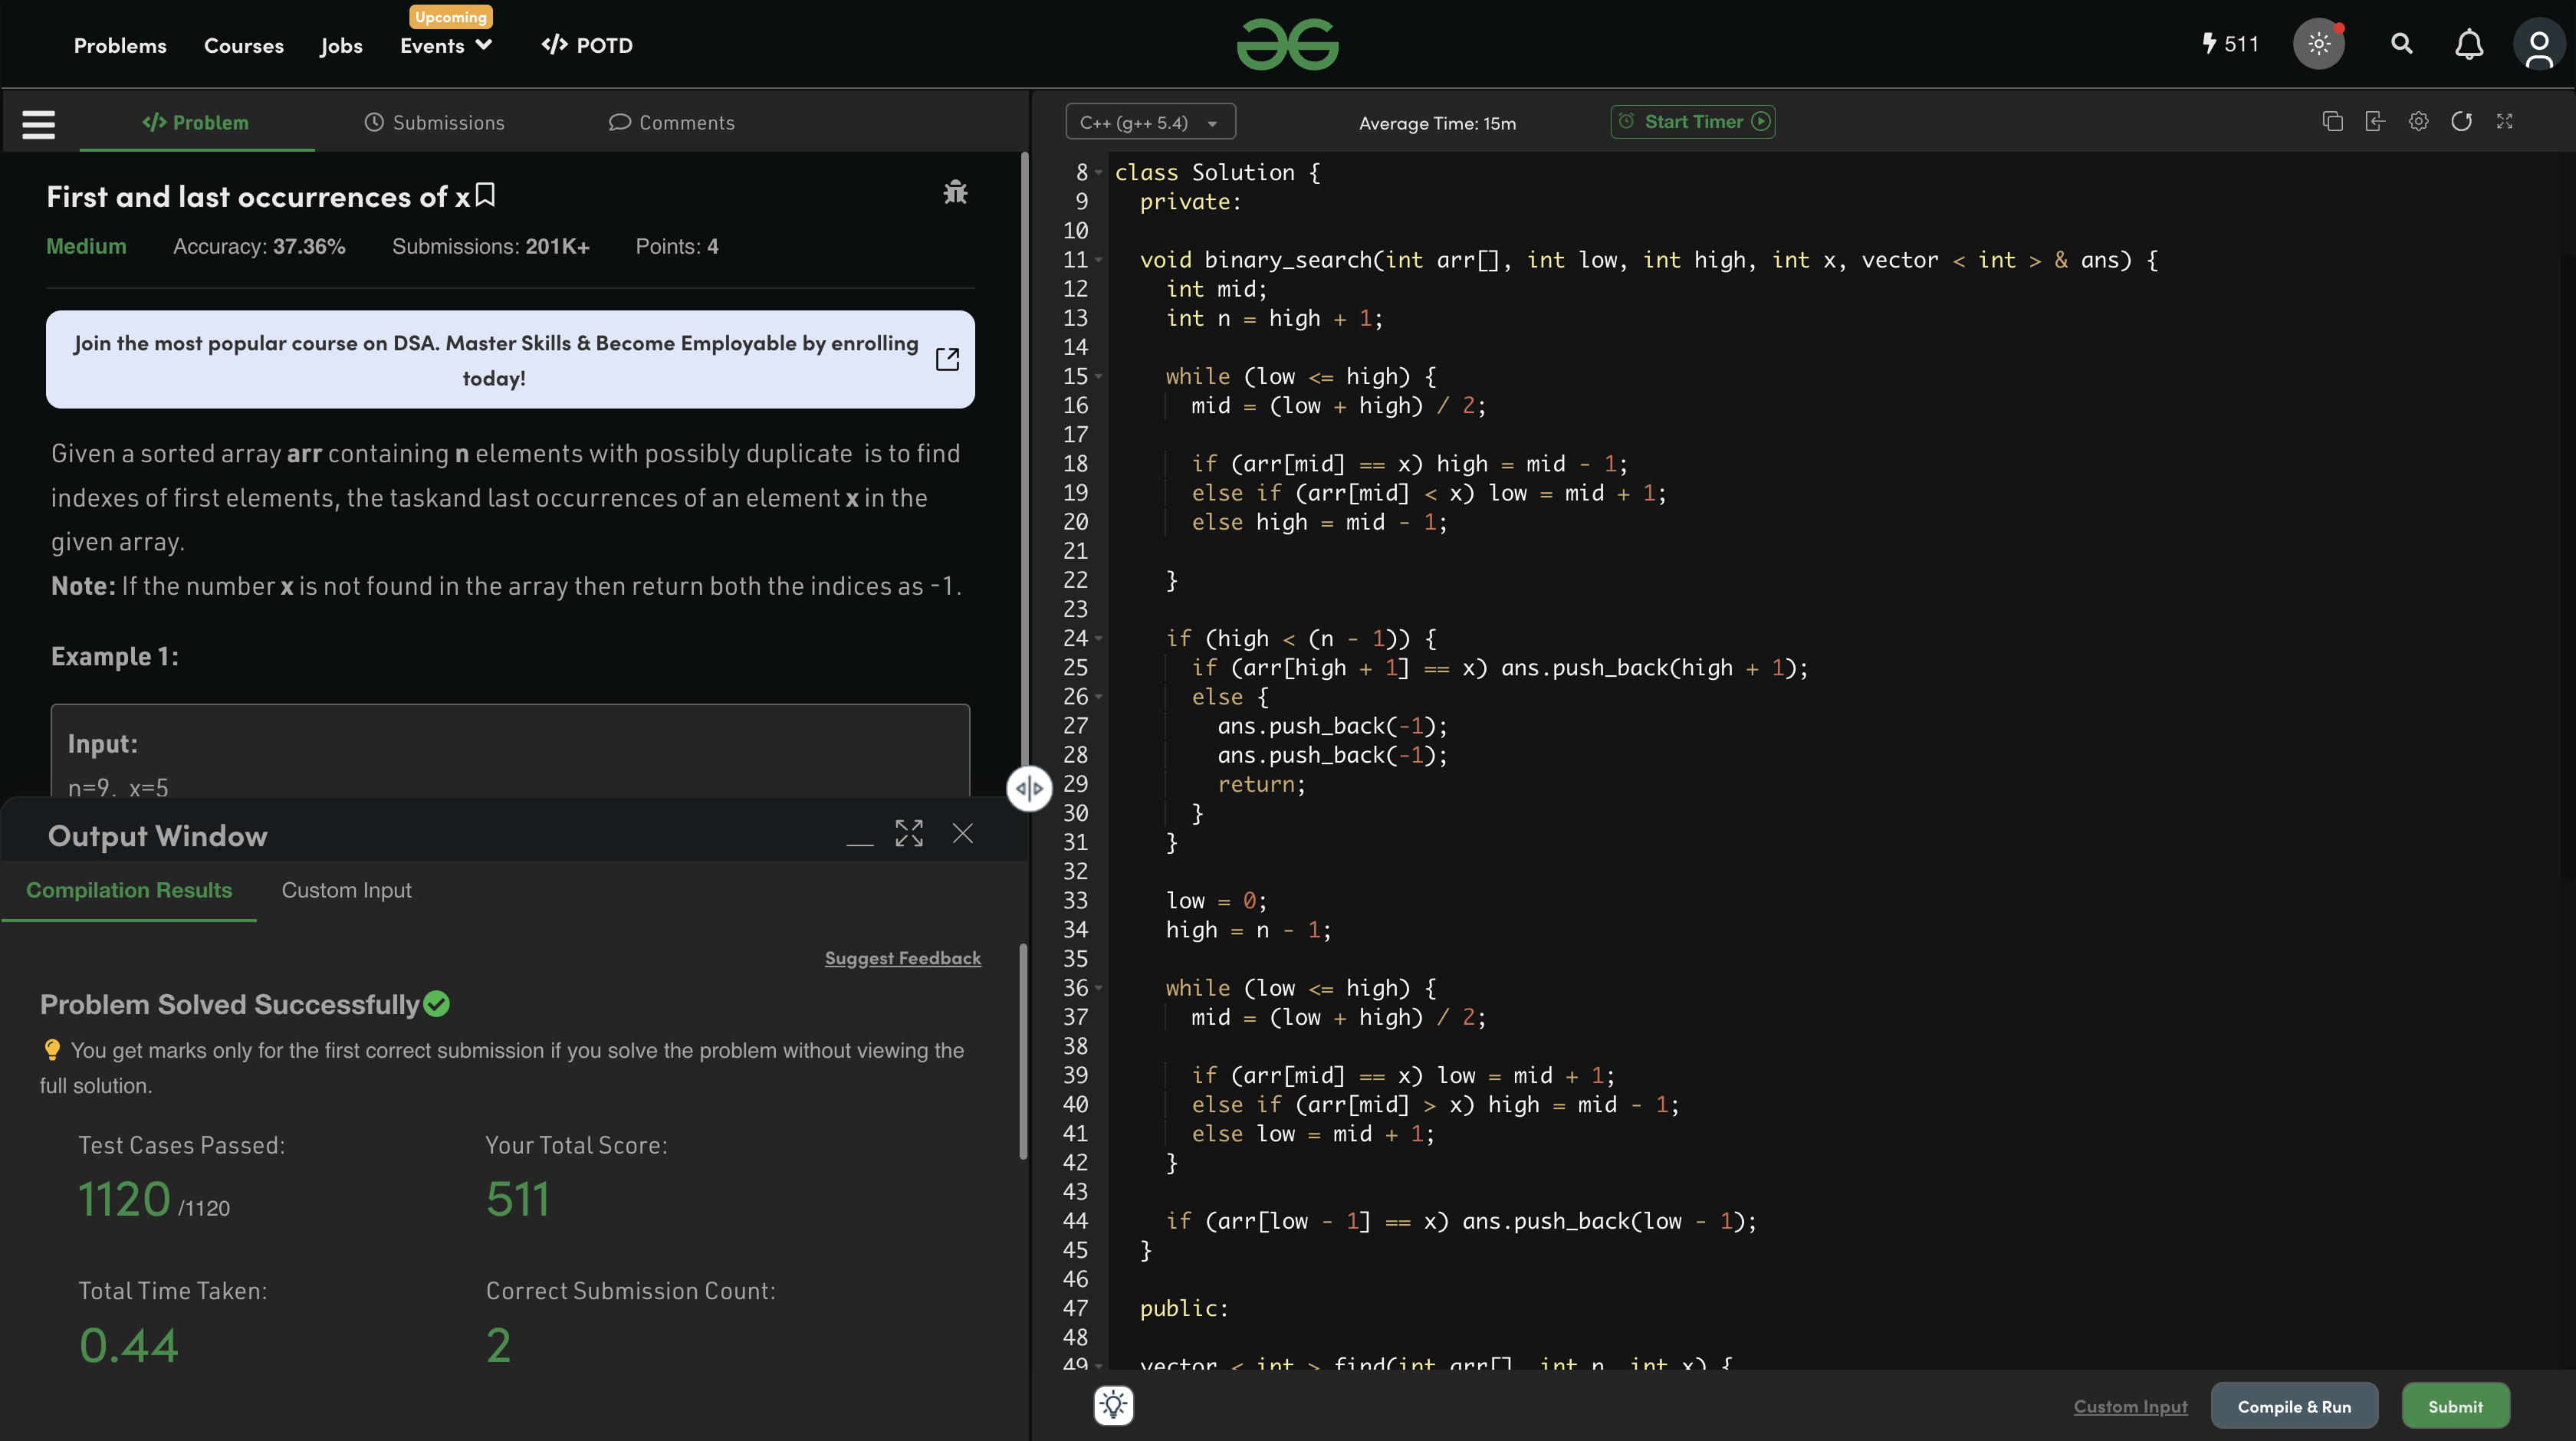 Problems Courses Jobs Upcoming Events </> POTD
511
</> Problem Submissions Comments
First and last occurrences of x
Medium Accuracy: 37.36% Submissions: 201K+ Points: 4
Join the most popular course on DSA. Master Skills & Become Employable by enrolling
today!
Given a sorted array arr containing n elements with possibly duplicate is to find
indexes of first elements, the taskand last occurrences of an element x in the
given array.
Note: If the number x is not found in the array then return both the indices as -1.
Example 1:
Input:
n=9, x=5
Output Window
Compilation Results Custom Input
Suggest Feedback
Problem Solved Successfully
You get marks only for the first correct submission if you solve the problem without viewing the
full solution.
Test Cases Passed: Your Total Score:
1120 /1120 511
Total Time Taken: Correct Submission Count:
0.44 2
C++ (g++ 5.4) Average Time: 15m Start Timer
8 class Solution {
9 private:
10
11 void binary_search(int arr[], int low, int high, int x, vector < int > & ans) {
12 int mid;
13 int n = high + 1;
14
15 while (low <= high) {
16 mid = (low + high) / 2;
17
18 if (arr[mid] == x) high = mid - 1;
19 else if (arr[mid] < x) low = mid + 1;
20 else high = mid - 1;
21
22 }
23
24 if (high < (n - 1)) {
25 if (arr[high + 1] == x) ans.push_back(high + 1);
26 else {
27 ans.push_back(-1);
28 ans.push_back(-1);
29 return;
30 }
31 }
32
33 low = 0;
34 high = n - 1;
35
36 while (low <= high) {
37 mid = (low + high) / 2;
38
39 if (arr[mid] == x) low = mid + 1;
40 else if (arr[mid] > x) high = mid - 1;
41 else low = mid + 1;
42 }
43
44 if (arr[low - 1] == x) ans.push_back(low - 1);
45 }
46
47 public:
48
49 vector < int > find(int arr[], int n, int x) {
Custom Input Compile & Run Submit